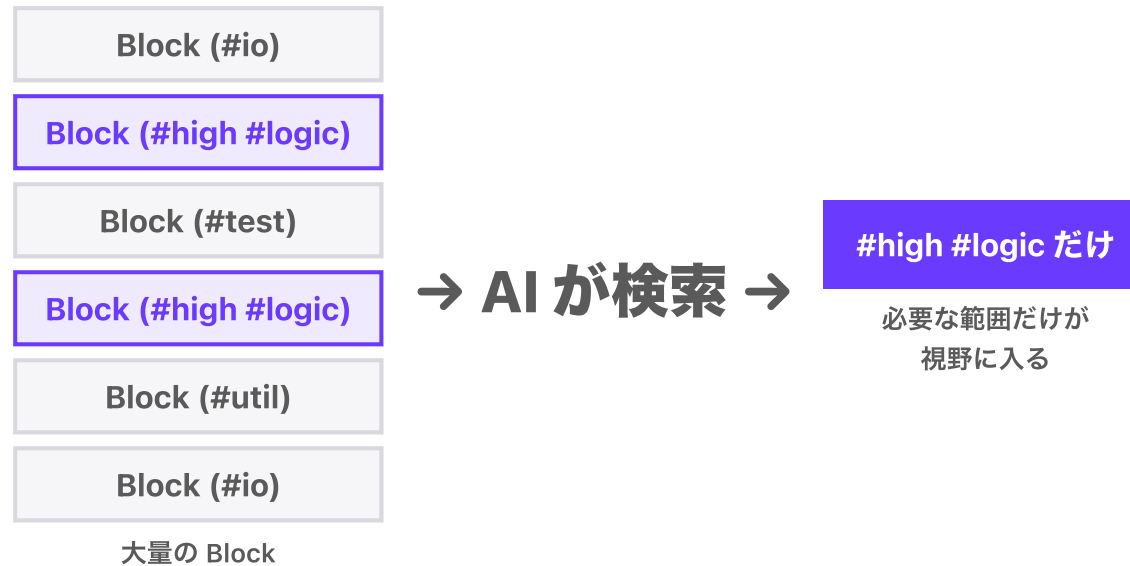 Block (#io)
Block (#high #logic)
Block (#test)
Block (#high #logic)
Block (#util)
Block (#io)
大量の Block
→ AI が検索 →
#high #logic だけ
必要な範囲だけが
視野に入る